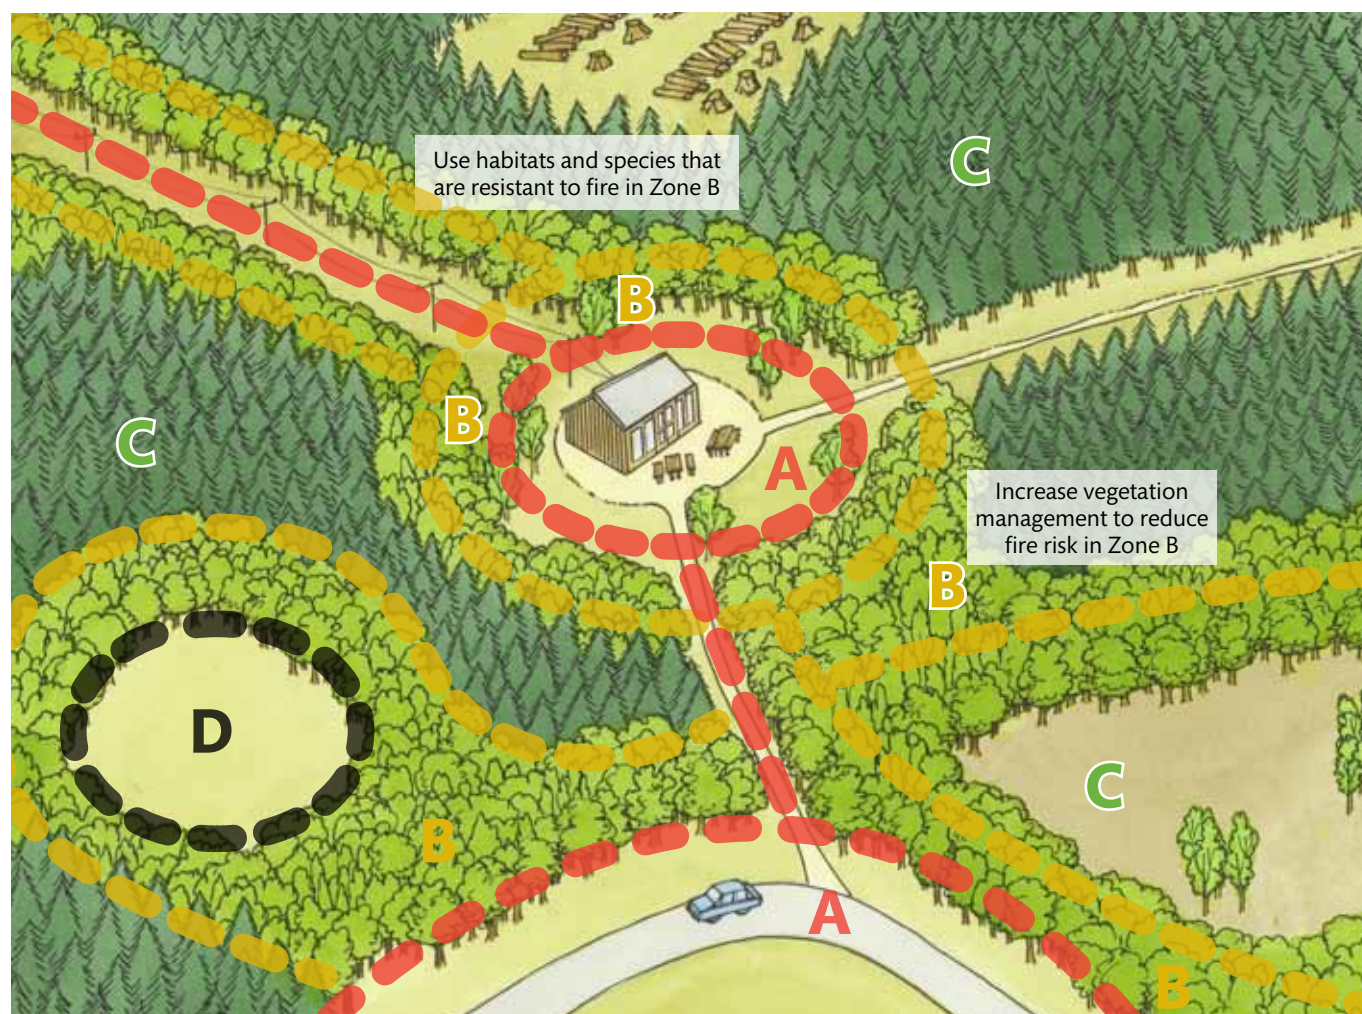 Use habitats and species that
are resistant to fire in Zone B
C
B
B
C
A
Increase vegetation
management to reduce
fire risk in Zone B
B
D
C
B
A
B